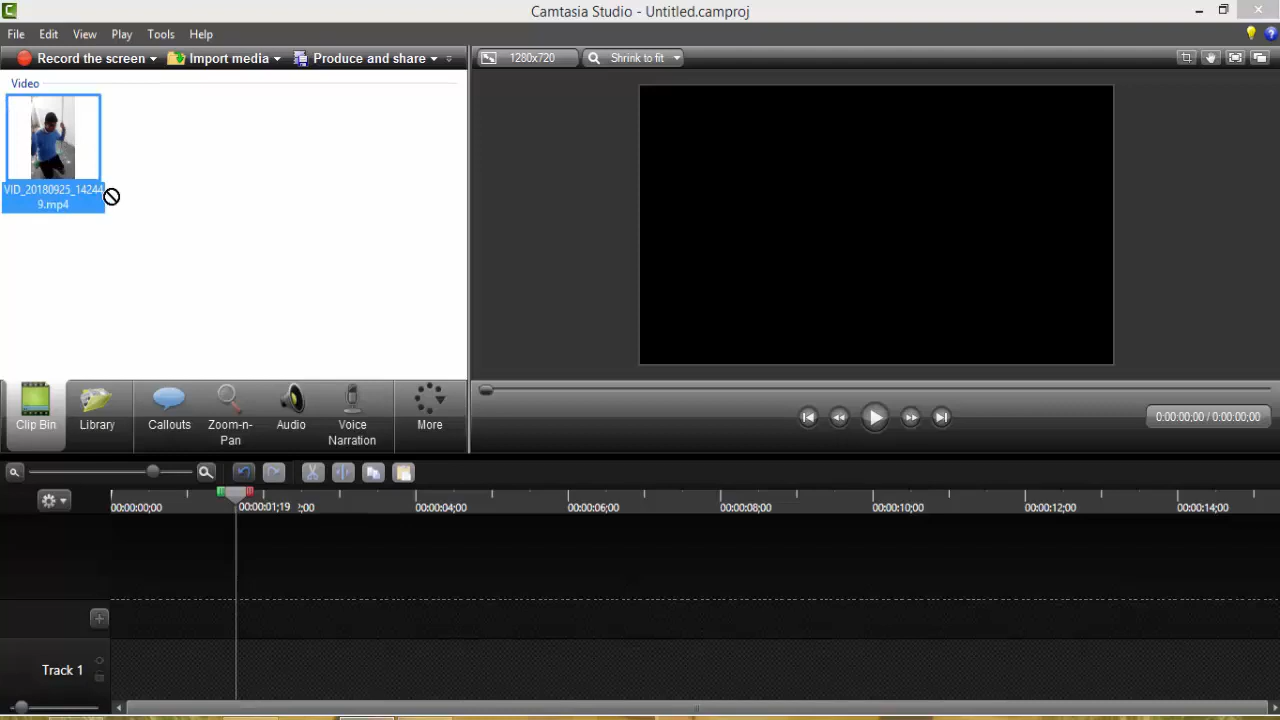 Camtasia Studio - Untitled.camproj
File Edit View Play Tools Help
Record the screen Import media Produce and share 1280x720 Shrink to fit
Video
VID_20180925_14244
9.mp4
Clip Bin Library Callouts Zoom-n-
Pan Audio Voice
Narration More
0:00:00;00 / 0:00:00;00
00:00:00;00 00:00:01;19 ;00 00:00:04;00 00:00:06;00 00:00:08;00 00:00:10;00 00:00:12;00 00:00:14;00
Track 1